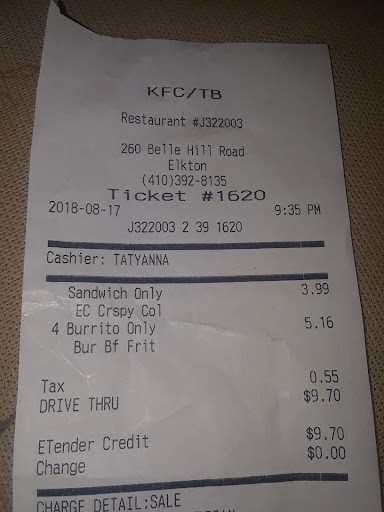 KFC/TB
Restaurant #J322003
260 Belle Hill Road
Elkton
(410)392-8135
Ticket #1620
2018-08-17 9:35 PM
J322003 2 39 1620
Cashier: TATYANNA
Sandwich Only 3.99
EC Crspy Col
4 Burrito Only 5.16
Bur Bf Frit
Tax 0.55
DRIVE THRU $9.70
ETender Credit $9.70
Change $0.00
CHARGE DETAIL:SALE